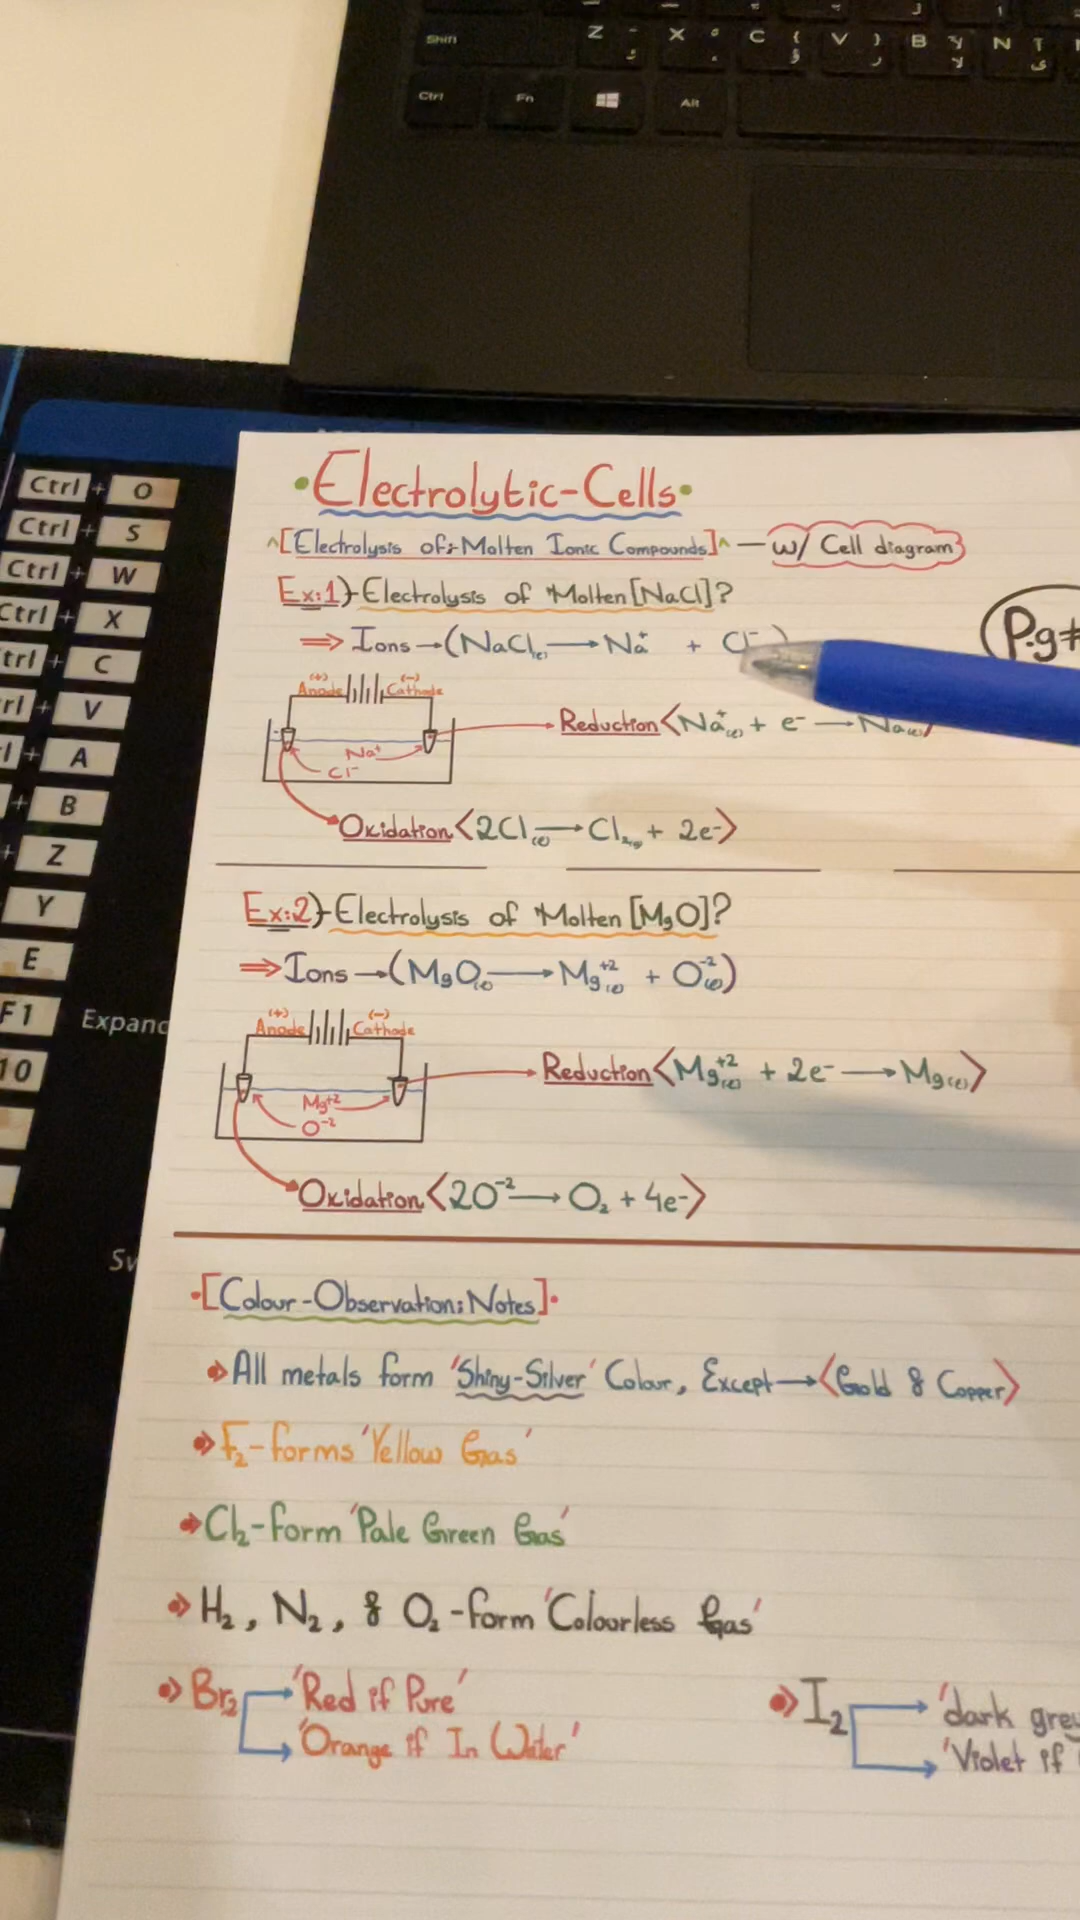 Shift Z X C V B N
Ctrl Fn Alt
Ctrl + O
Ctrl + S
Ctrl + W
Ctrl + X
Ctrl + C
Ctrl + V
+ A
+ B
+ Z
Y
E
F1 Expand
10
•Electrolytic-Cells•
^[Electrolysis of:- Molten Ionic Compounds]^ — w/ Cell diagram
Ex:1)-Electrolysis of 'Molten [NaCl]?
P.g#
⇒ Ions → (NaCl(l) → Na⁺ + Cl⁻)
(+) (-)
Anode Cathode
Reduction <Na⁺(l) + e⁻ → Na(l)>
Na⁺
Cl⁻
Oxidation <2Cl(l) → Cl₂(g) + 2e⁻>
Ex:2)-Electrolysis of 'Molten [MgO]?
⇒ Ions → (MgO(l) → Mg⁺²(l) + O⁻²(l))
(+) (-)
Anode Cathode
Reduction <Mg⁺²(l) + 2e⁻ → Mg(l)>
Mg⁺²
O⁻²
Oxidation <2O⁻² → O₂ + 4e⁻>
•[Colour-Observation: Notes]•
All metals form 'Shiny-Silver' Colour, Except → <Gold & Copper>
F₂-forms 'Yellow Gas'
Cl₂-form 'Pale Green Gas'
H₂, N₂, & O₂-form 'Colourless Gas'
Br₂ 'Red if Pure'
'Orange if In Water'
I₂ 'dark grey
'Violet if